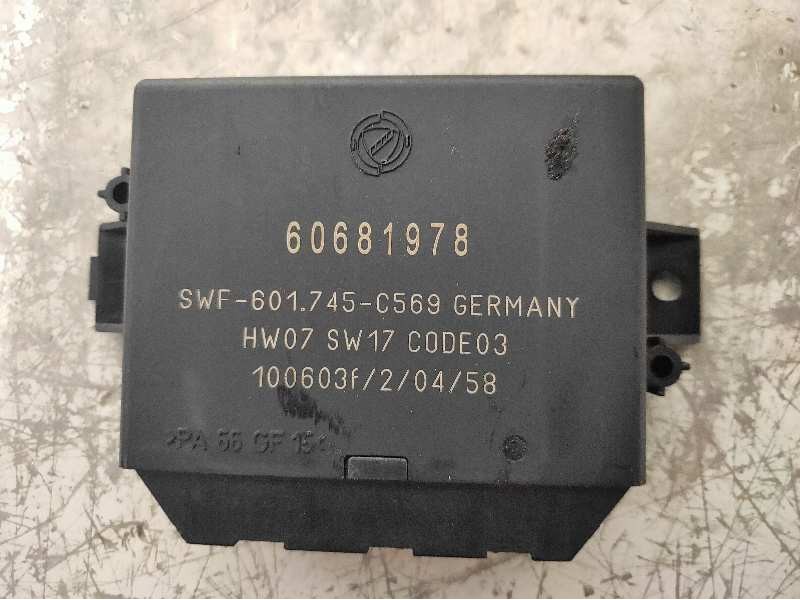 60681978
SWF-601.745-C569 GERMANY
HW07 SW17 CODE03
100603f/2/04/58
>PA 66 GF 15<